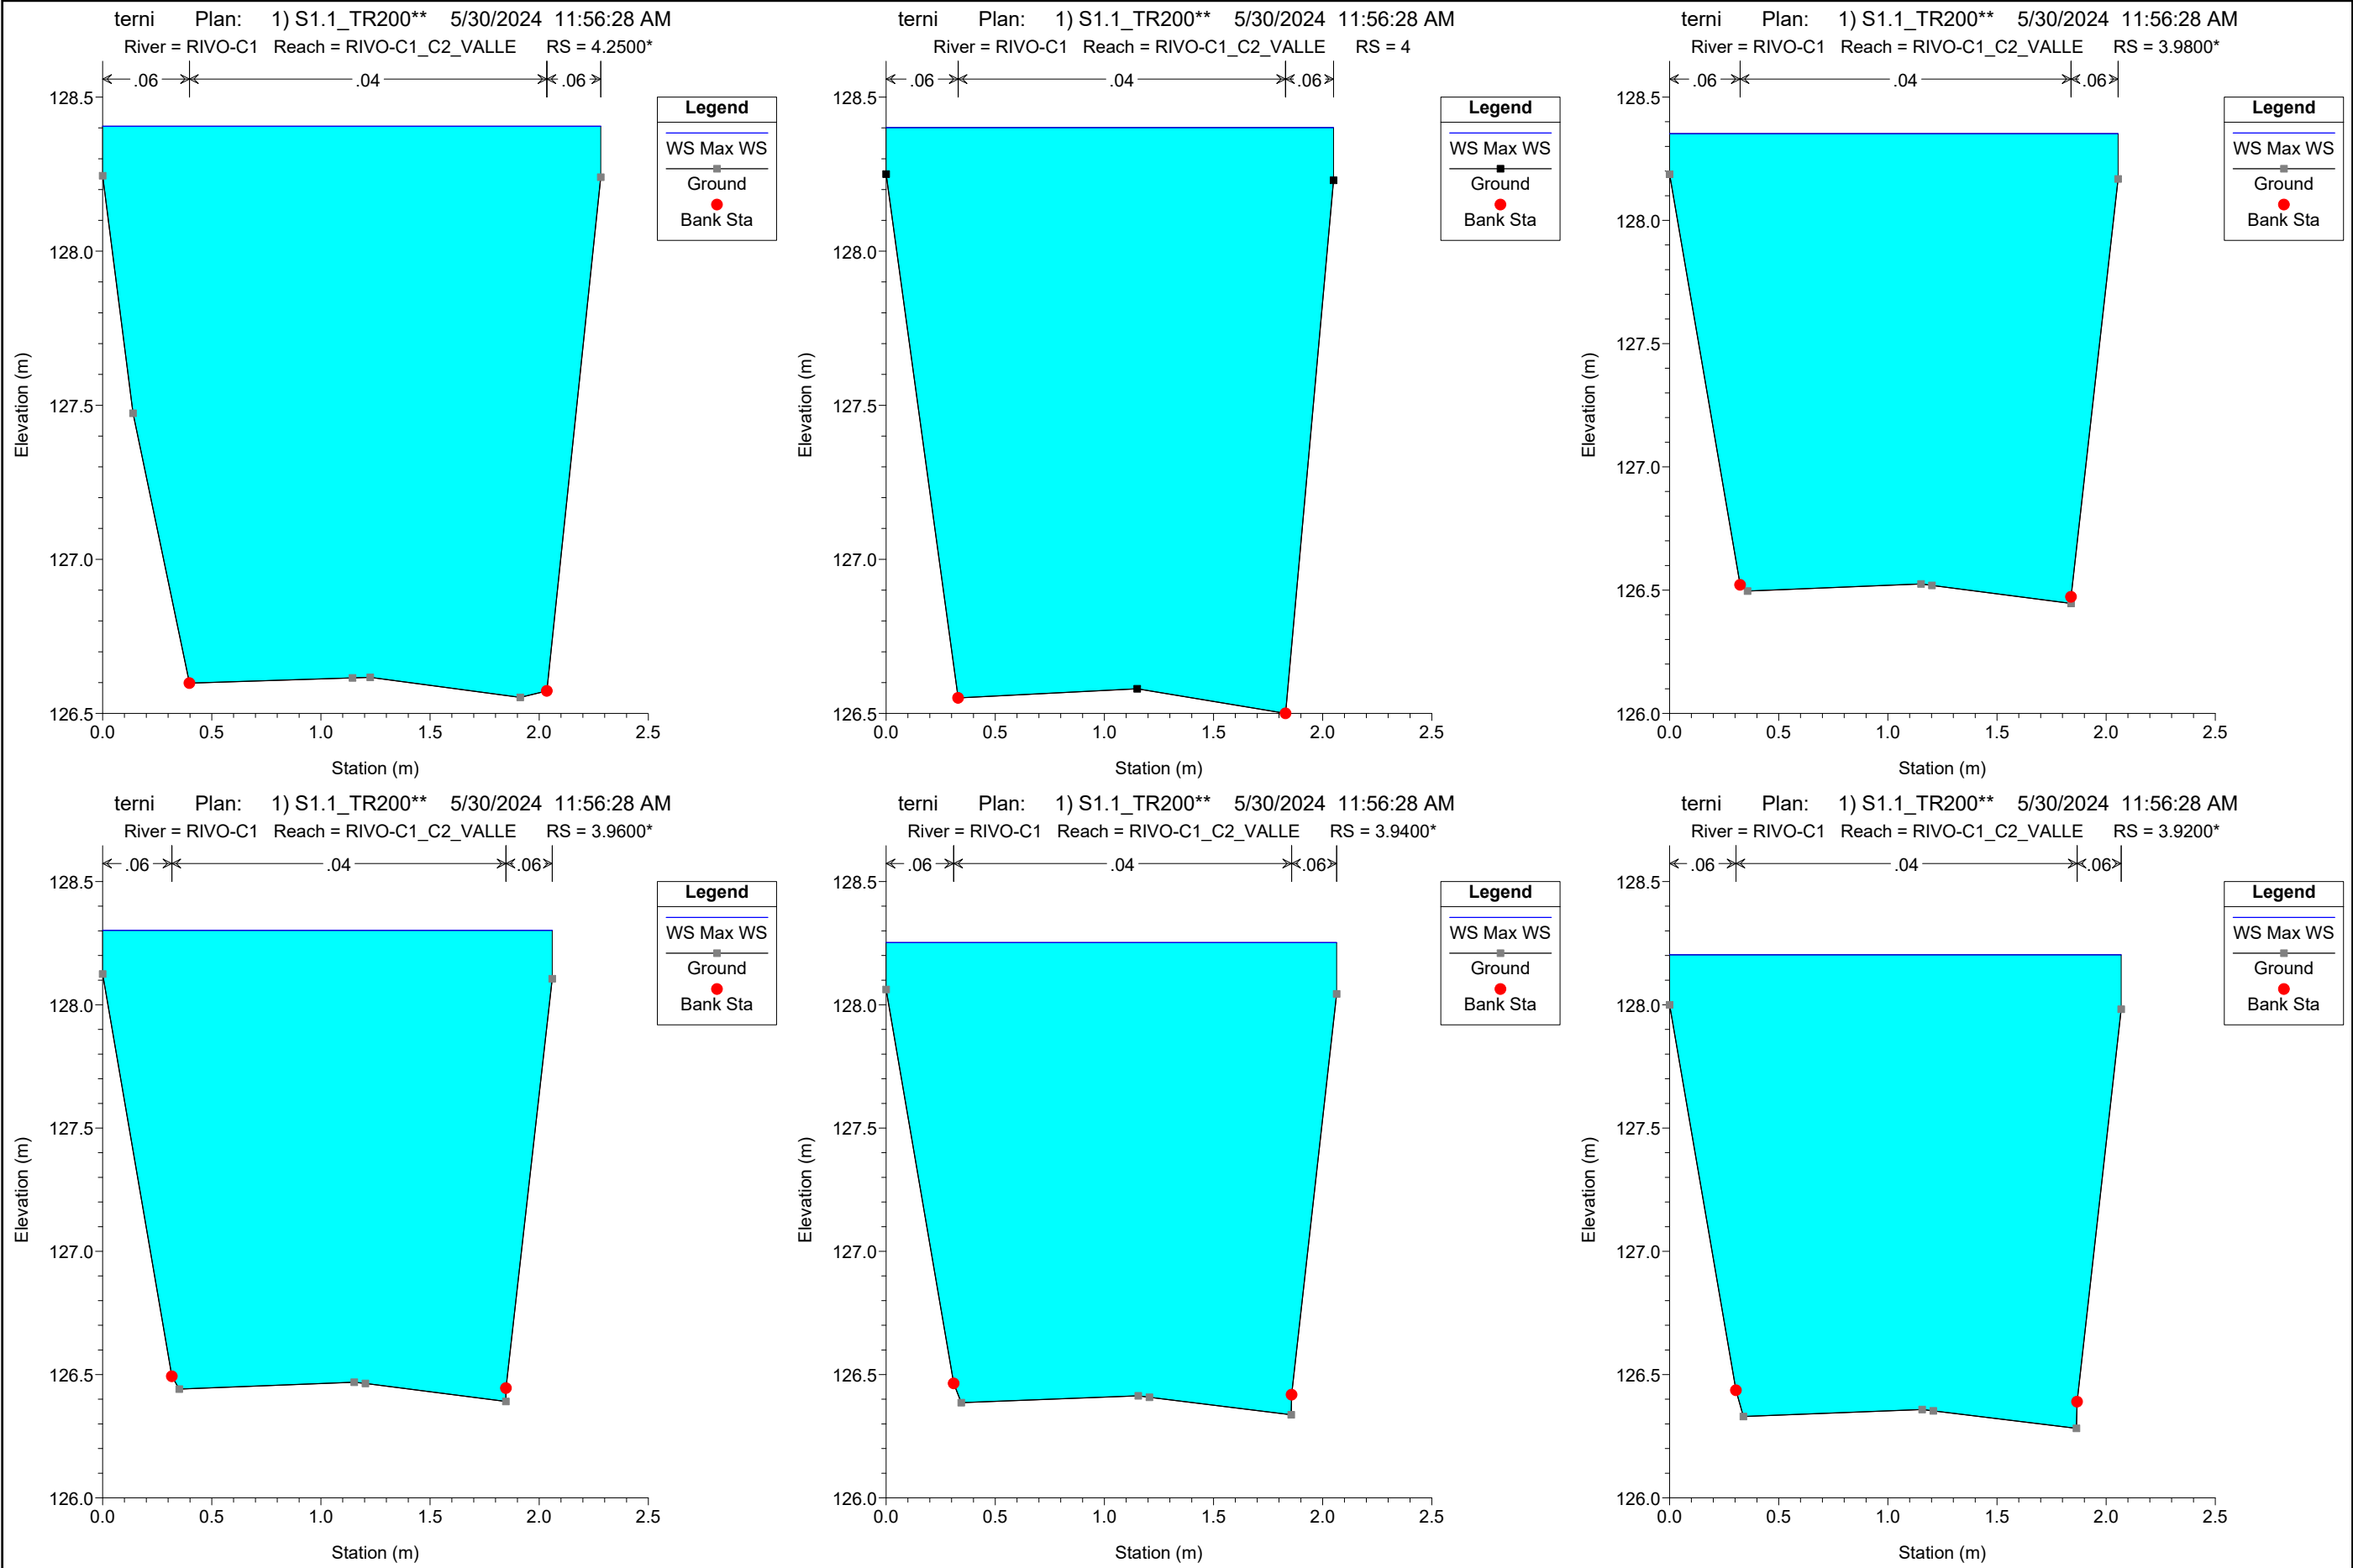 terni Plan: 1) S1.1_TR200** 5/30/2024 11:56:28 AM
River = RIVO-C1 Reach = RIVO-C1_C2_VALLE RS = 4.2500*
.06 .04 .06
128.5
128.0
127.5
127.0
126.5
0.0 0.5 1.0 1.5 2.0 2.5
Station (m)
Elevation (m)
Legend
WS Max WS
Ground
Bank Sta
terni Plan: 1) S1.1_TR200** 5/30/2024 11:56:28 AM
River = RIVO-C1 Reach = RIVO-C1_C2_VALLE RS = 4
.06 .04 .06
128.5
128.0
127.5
127.0
126.5
0.0 0.5 1.0 1.5 2.0 2.5
Station (m)
Elevation (m)
Legend
WS Max WS
Ground
Bank Sta
terni Plan: 1) S1.1_TR200** 5/30/2024 11:56:28 AM
River = RIVO-C1 Reach = RIVO-C1_C2_VALLE RS = 3.9800*
.06 .04 .06
128.5
128.0
127.5
127.0
126.5
126.0
0.0 0.5 1.0 1.5 2.0 2.5
Station (m)
Elevation (m)
Legend
WS Max WS
Ground
Bank Sta
terni Plan: 1) S1.1_TR200** 5/30/2024 11:56:28 AM
River = RIVO-C1 Reach = RIVO-C1_C2_VALLE RS = 3.9600*
.06 .04 .06
128.5
128.0
127.5
127.0
126.5
126.0
0.0 0.5 1.0 1.5 2.0 2.5
Station (m)
Elevation (m)
Legend
WS Max WS
Ground
Bank Sta
terni Plan: 1) S1.1_TR200** 5/30/2024 11:56:28 AM
River = RIVO-C1 Reach = RIVO-C1_C2_VALLE RS = 3.9400*
.06 .04 .06
128.5
128.0
127.5
127.0
126.5
126.0
0.0 0.5 1.0 1.5 2.0 2.5
Station (m)
Elevation (m)
Legend
WS Max WS
Ground
Bank Sta
terni Plan: 1) S1.1_TR200** 5/30/2024 11:56:28 AM
River = RIVO-C1 Reach = RIVO-C1_C2_VALLE RS = 3.9200*
.06 .04 .06
128.5
128.0
127.5
127.0
126.5
126.0
0.0 0.5 1.0 1.5 2.0 2.5
Station (m)
Elevation (m)
Legend
WS Max WS
Ground
Bank Sta